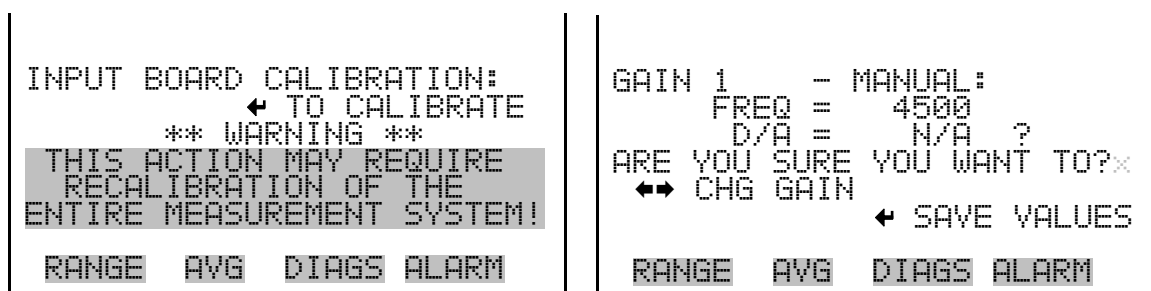 INPUT BOARD CALIBRATION:
↵ TO CALIBRATE
** WARNING **
THIS ACTION MAY REQUIRE
RECALIBRATION OF THE
ENTIRE MEASUREMENT SYSTEM!
RANGE AVG DIAGS ALARM
GAIN 1 - MANUAL:
FREQ = 4500
D/A = N/A ?
ARE YOU SURE YOU WANT TO?x
←→ CHG GAIN
↵ SAVE VALUES
RANGE AVG DIAGS ALARM